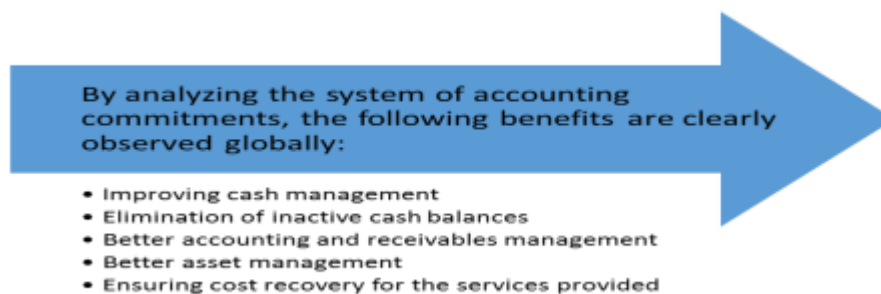 By analyzing the system of accounting
commitments, the following benefits are clearly
observed globally:
• Improving cash management
• Elimination of inactive cash balances
• Better accounting and receivables management
• Better asset management
• Ensuring cost recovery for the services provided